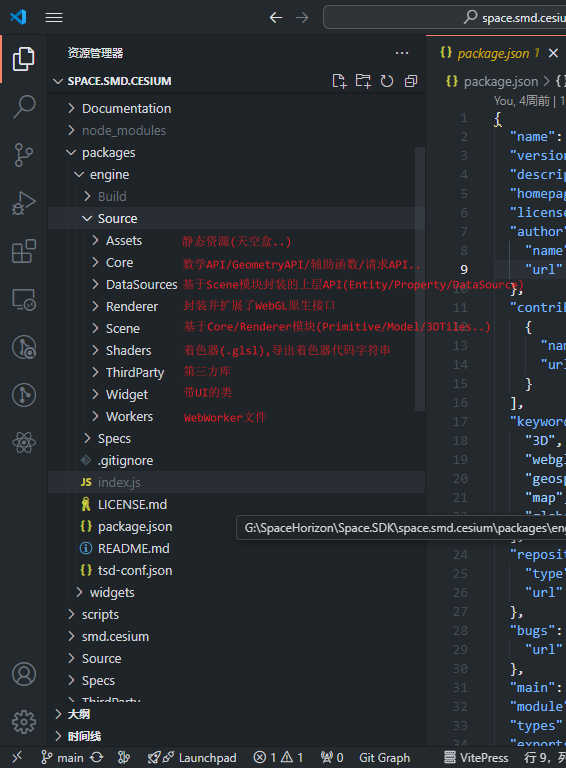 space.smd.cesiu
资源管理器
{} package.json 1
SPACE.SMD.CESIUM
{} package.json > {}
You, 4周前 | 1
Documentation
node_modules
packages
engine
Build
Source
Assets 静态资源(天空盒..)
Core 数学API/GeometryAPI/辅助函数/请求API..
DataSources 基于Scene模块封装的上层API(Entity/Property/DataSource)
Renderer 封装并扩展了WebGL原生接口
Scene 基于Core/Renderer模块(Primitive/Model/3DTiles..)
Shaders 着色器(.glsl),导出着色器代码字符串
ThirdParty 第三方库
Widget 带UI的类
Workers WebWorker文件
Specs
.gitignore
JS index.js
LICENSE.md
{} package.json
README.md
{} tsd-conf.json
widgets
scripts
smd.cesium
Source
Specs
ThirdParty
大纲
时间线
G:\SpaceHorizon\Space.SDK\space.smd.cesium\packages\eng
1 {
2 "name":
3 "version
4 "descrip
5 "homepag
6 "license
7 "author"
8 "name"
9 "url"
10 },
11 "contrib
12 {
13 "nam
14 "url
15 }
16 ],
17 "keyword
18 "3D",
19 "webgl
20 "geosp
21 "map",
22 "globe
24 "reposit
25 "type"
26 "url"
27 },
28 "bugs":
29 "url"
30 },
31 "main":
32 "module"
33 "types"
34 "exports
main
Launchpad
1 1
0
Git Graph
VitePress
行 9, 列